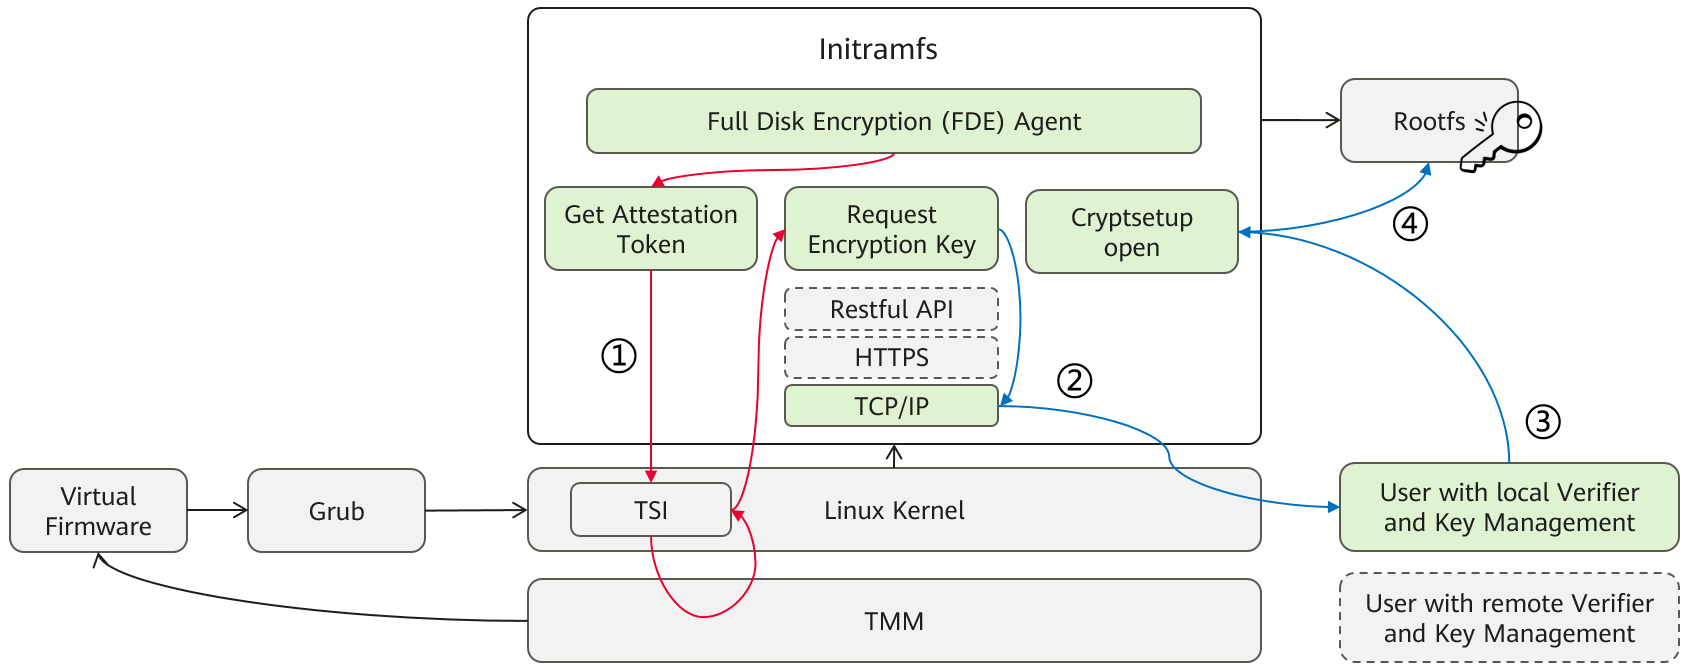 Initramfs
Full Disk Encryption (FDE) Agent
Rootfs
Get Attestation
Token
Request
Encryption Key
Cryptsetup
open
④
Restful API
HTTPS
TCP/IP
①
②
③
Virtual
Firmware
Grub
TSI
Linux Kernel
User with local Verifier
and Key Management
TMM
User with remote Verifier
and Key Management